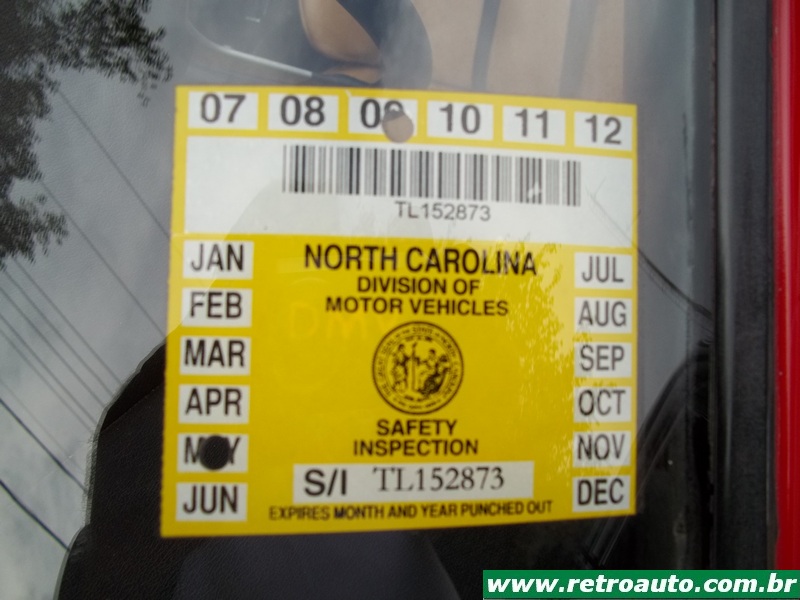 07 08 09 10 11 12
TL152873
JAN
FEB
MAR
APR
MAY
JUN
NORTH CAROLINA
DIVISION OF
MOTOR VEHICLES
SAFETY
INSPECTION
S/I TL152873
EXPIRES MONTH AND YEAR PUNCHED OUT
JUL
AUG
SEP
OCT
NOV
DEC
www.retroauto.com.br